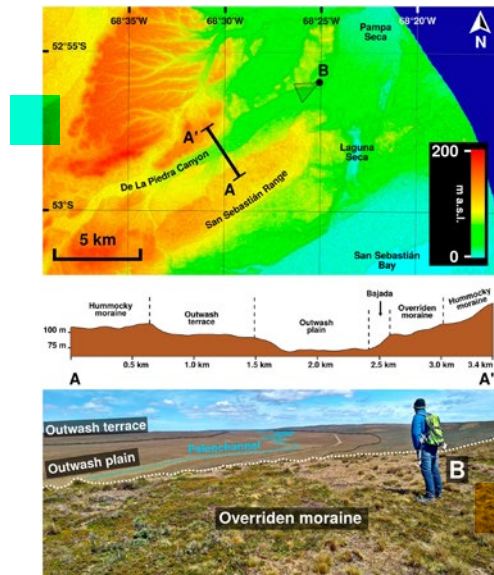 68°35'W
68°30'W
68°25'W
68°20'W
52°55'S
53°S
Pampa
Seca
N
B
A'
A
De La Piedra Canyon
San Sebastián Range
Laguna
Seca
San Sebastián
Bay
5 km
200
m a.s.l.
0
Hummocky
moraine
Outwash
terrace
Outwash
plain
Bajada
Overriden
moraine
Hummocky
moraine
100 m
75 m
0.5 km
1.0 km
1.5 km
2.0 km
2.5 km
3.0 km
3.4 km
A
A'
Outwash terrace
Paleochannel
Outwash plain
B
Overriden moraine